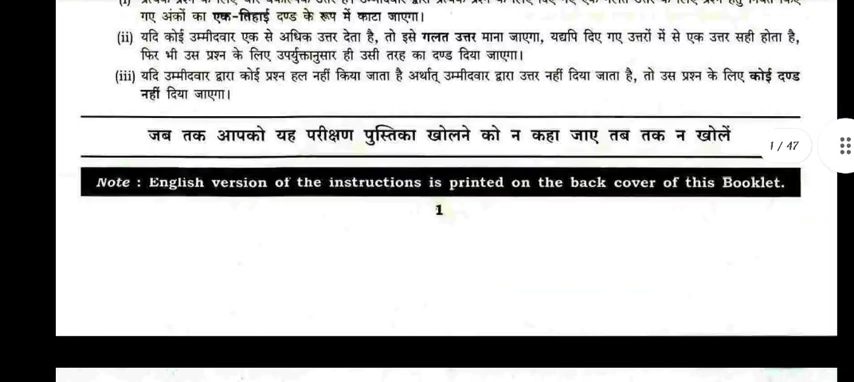 गए अंकों का एक-तिहाई दण्ड के रूप में काटा जाएगा।
(ii) यदि कोई उम्मीदवार एक से अधिक उत्तर देता है, तो इसे गलत उत्तर माना जाएगा, यद्यपि दिए गए उत्तरों में से एक उत्तर सही होता है,
फिर भी उस प्रश्न के लिए उपर्युक्तानुसार ही उसी तरह का दण्ड दिया जाएगा।
(iii) यदि उम्मीदवार द्वारा कोई प्रश्न हल नहीं किया जाता है अर्थात् उम्मीदवार द्वारा उत्तर नहीं दिया जाता है, तो उस प्रश्न के लिए कोई दण्ड
नहीं दिया जाएगा।
जब तक आपको यह परीक्षण पुस्तिका खोलने को न कहा जाए तब तक न खोलें
1 / 47
Note : English version of the instructions is printed on the back cover of this Booklet.
1